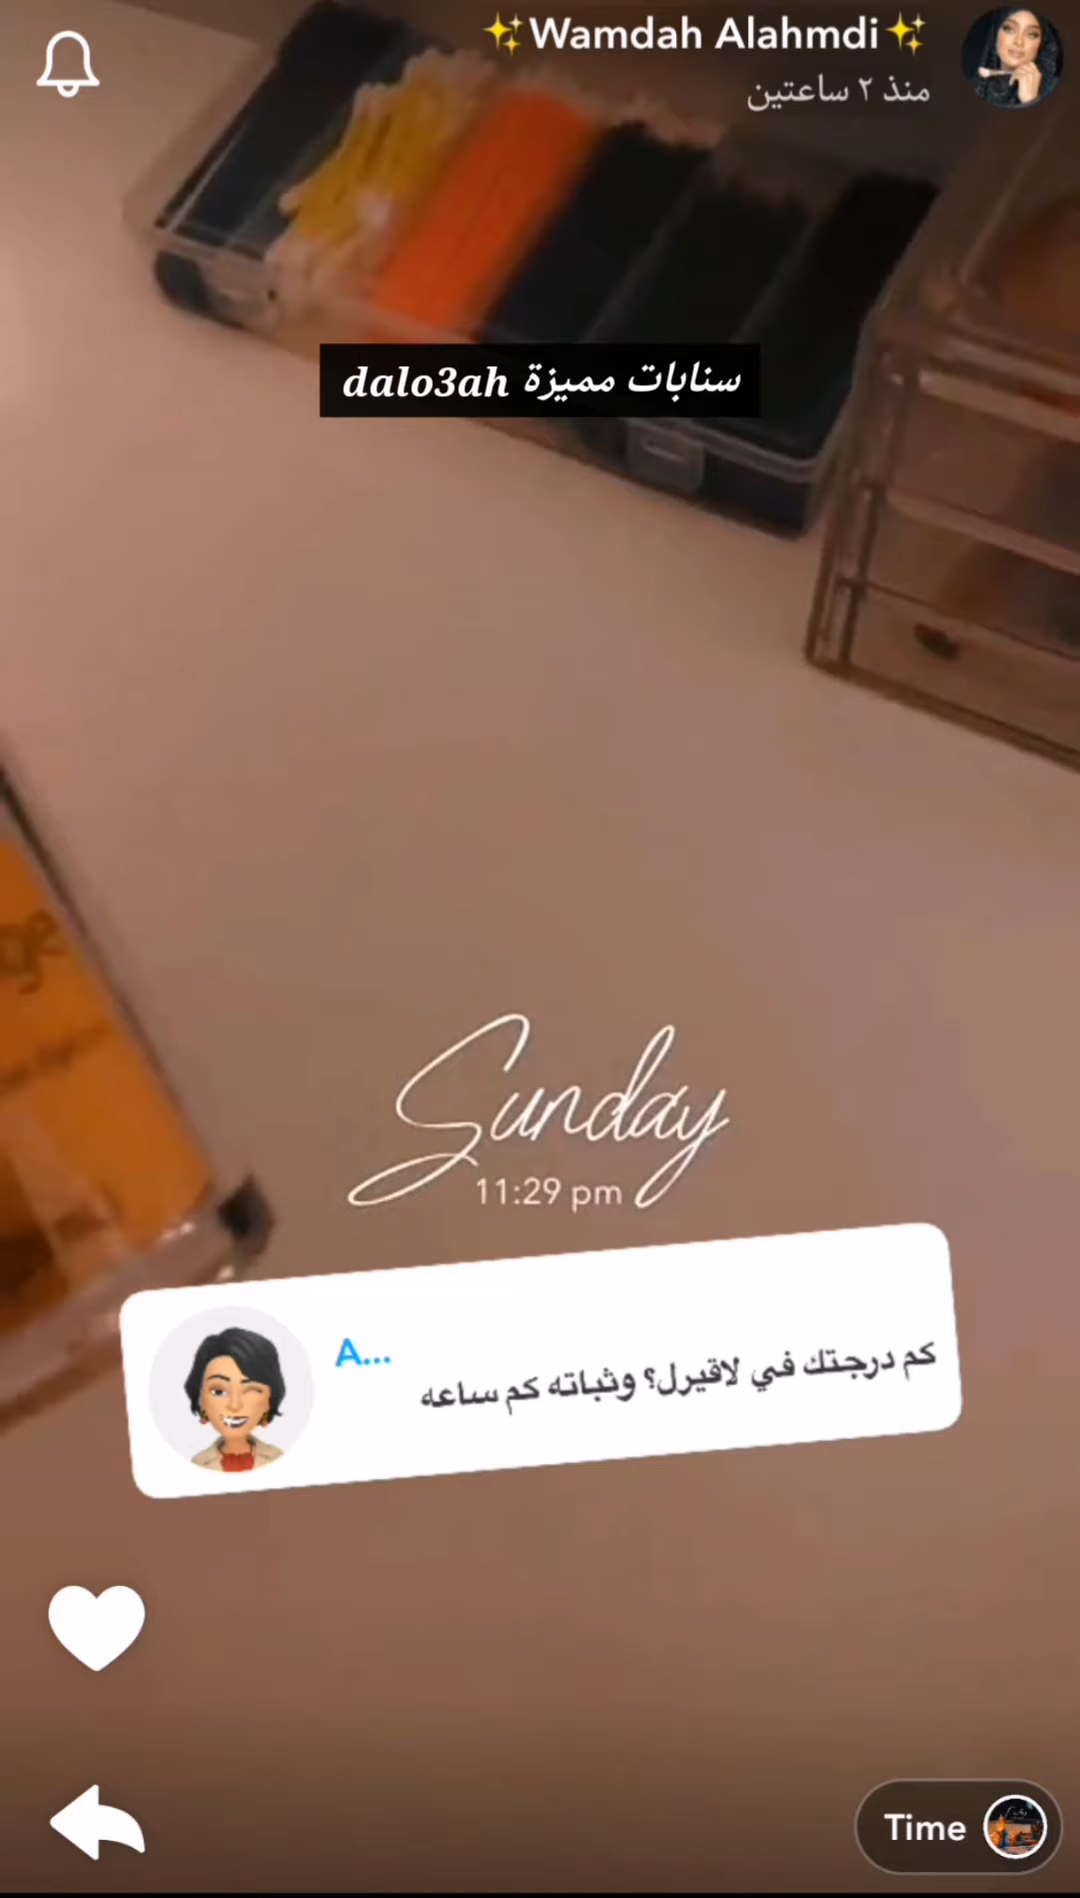 ✨Wamdah Alahmdi✨
منذ ٢ ساعتين
سنابات مميزة dalo3ah
Sunday
11:29 pm
A...
كم درجتك في لاقيرل؟ وثباته كم ساعه
Time